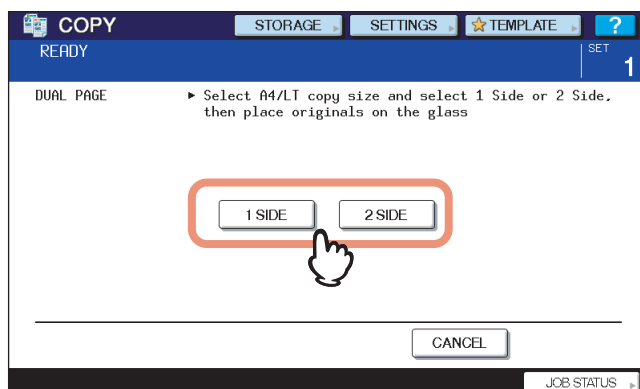 COPY STORAGE SETTINGS TEMPLATE ?
READY SET
1
DUAL PAGE ► Select A4/LT copy size and select 1 Side or 2 Side,
then place originals on the glass
1 SIDE 2 SIDE
CANCEL
JOB STATUS